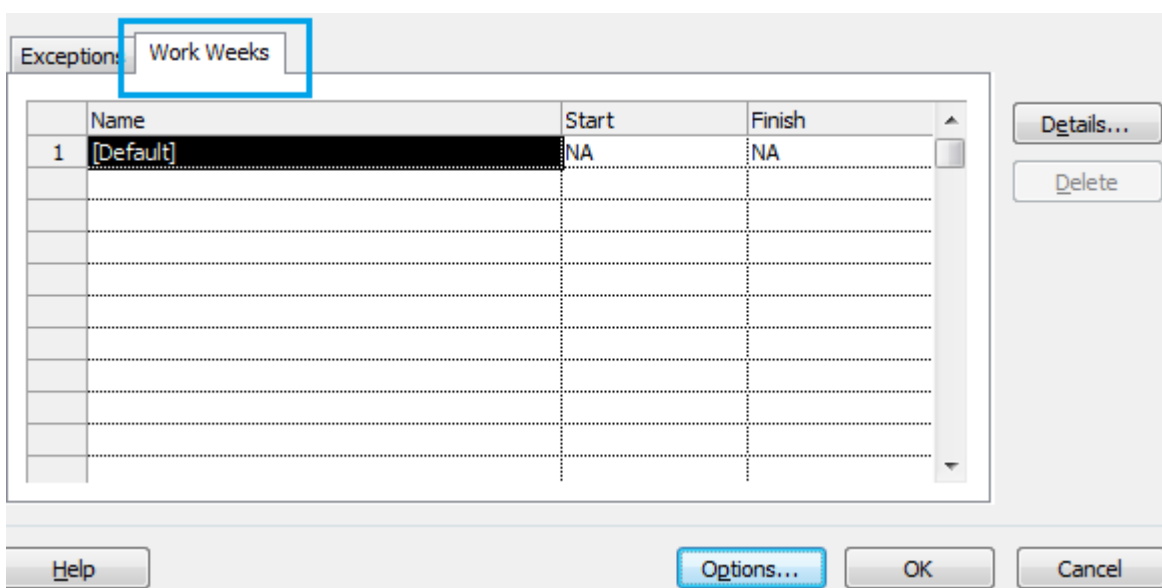 Exceptions Work Weeks
Name Start Finish
Details...
1 [Default] NA NA
Delete
Help Options... OK Cancel